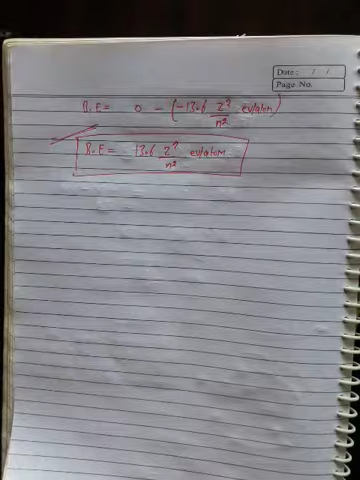 Date: / /
Page No.
B.E = 0 - (-13.6 Z²/n² ev/atom)
B.E = 13.6 Z²/n² ev/atom